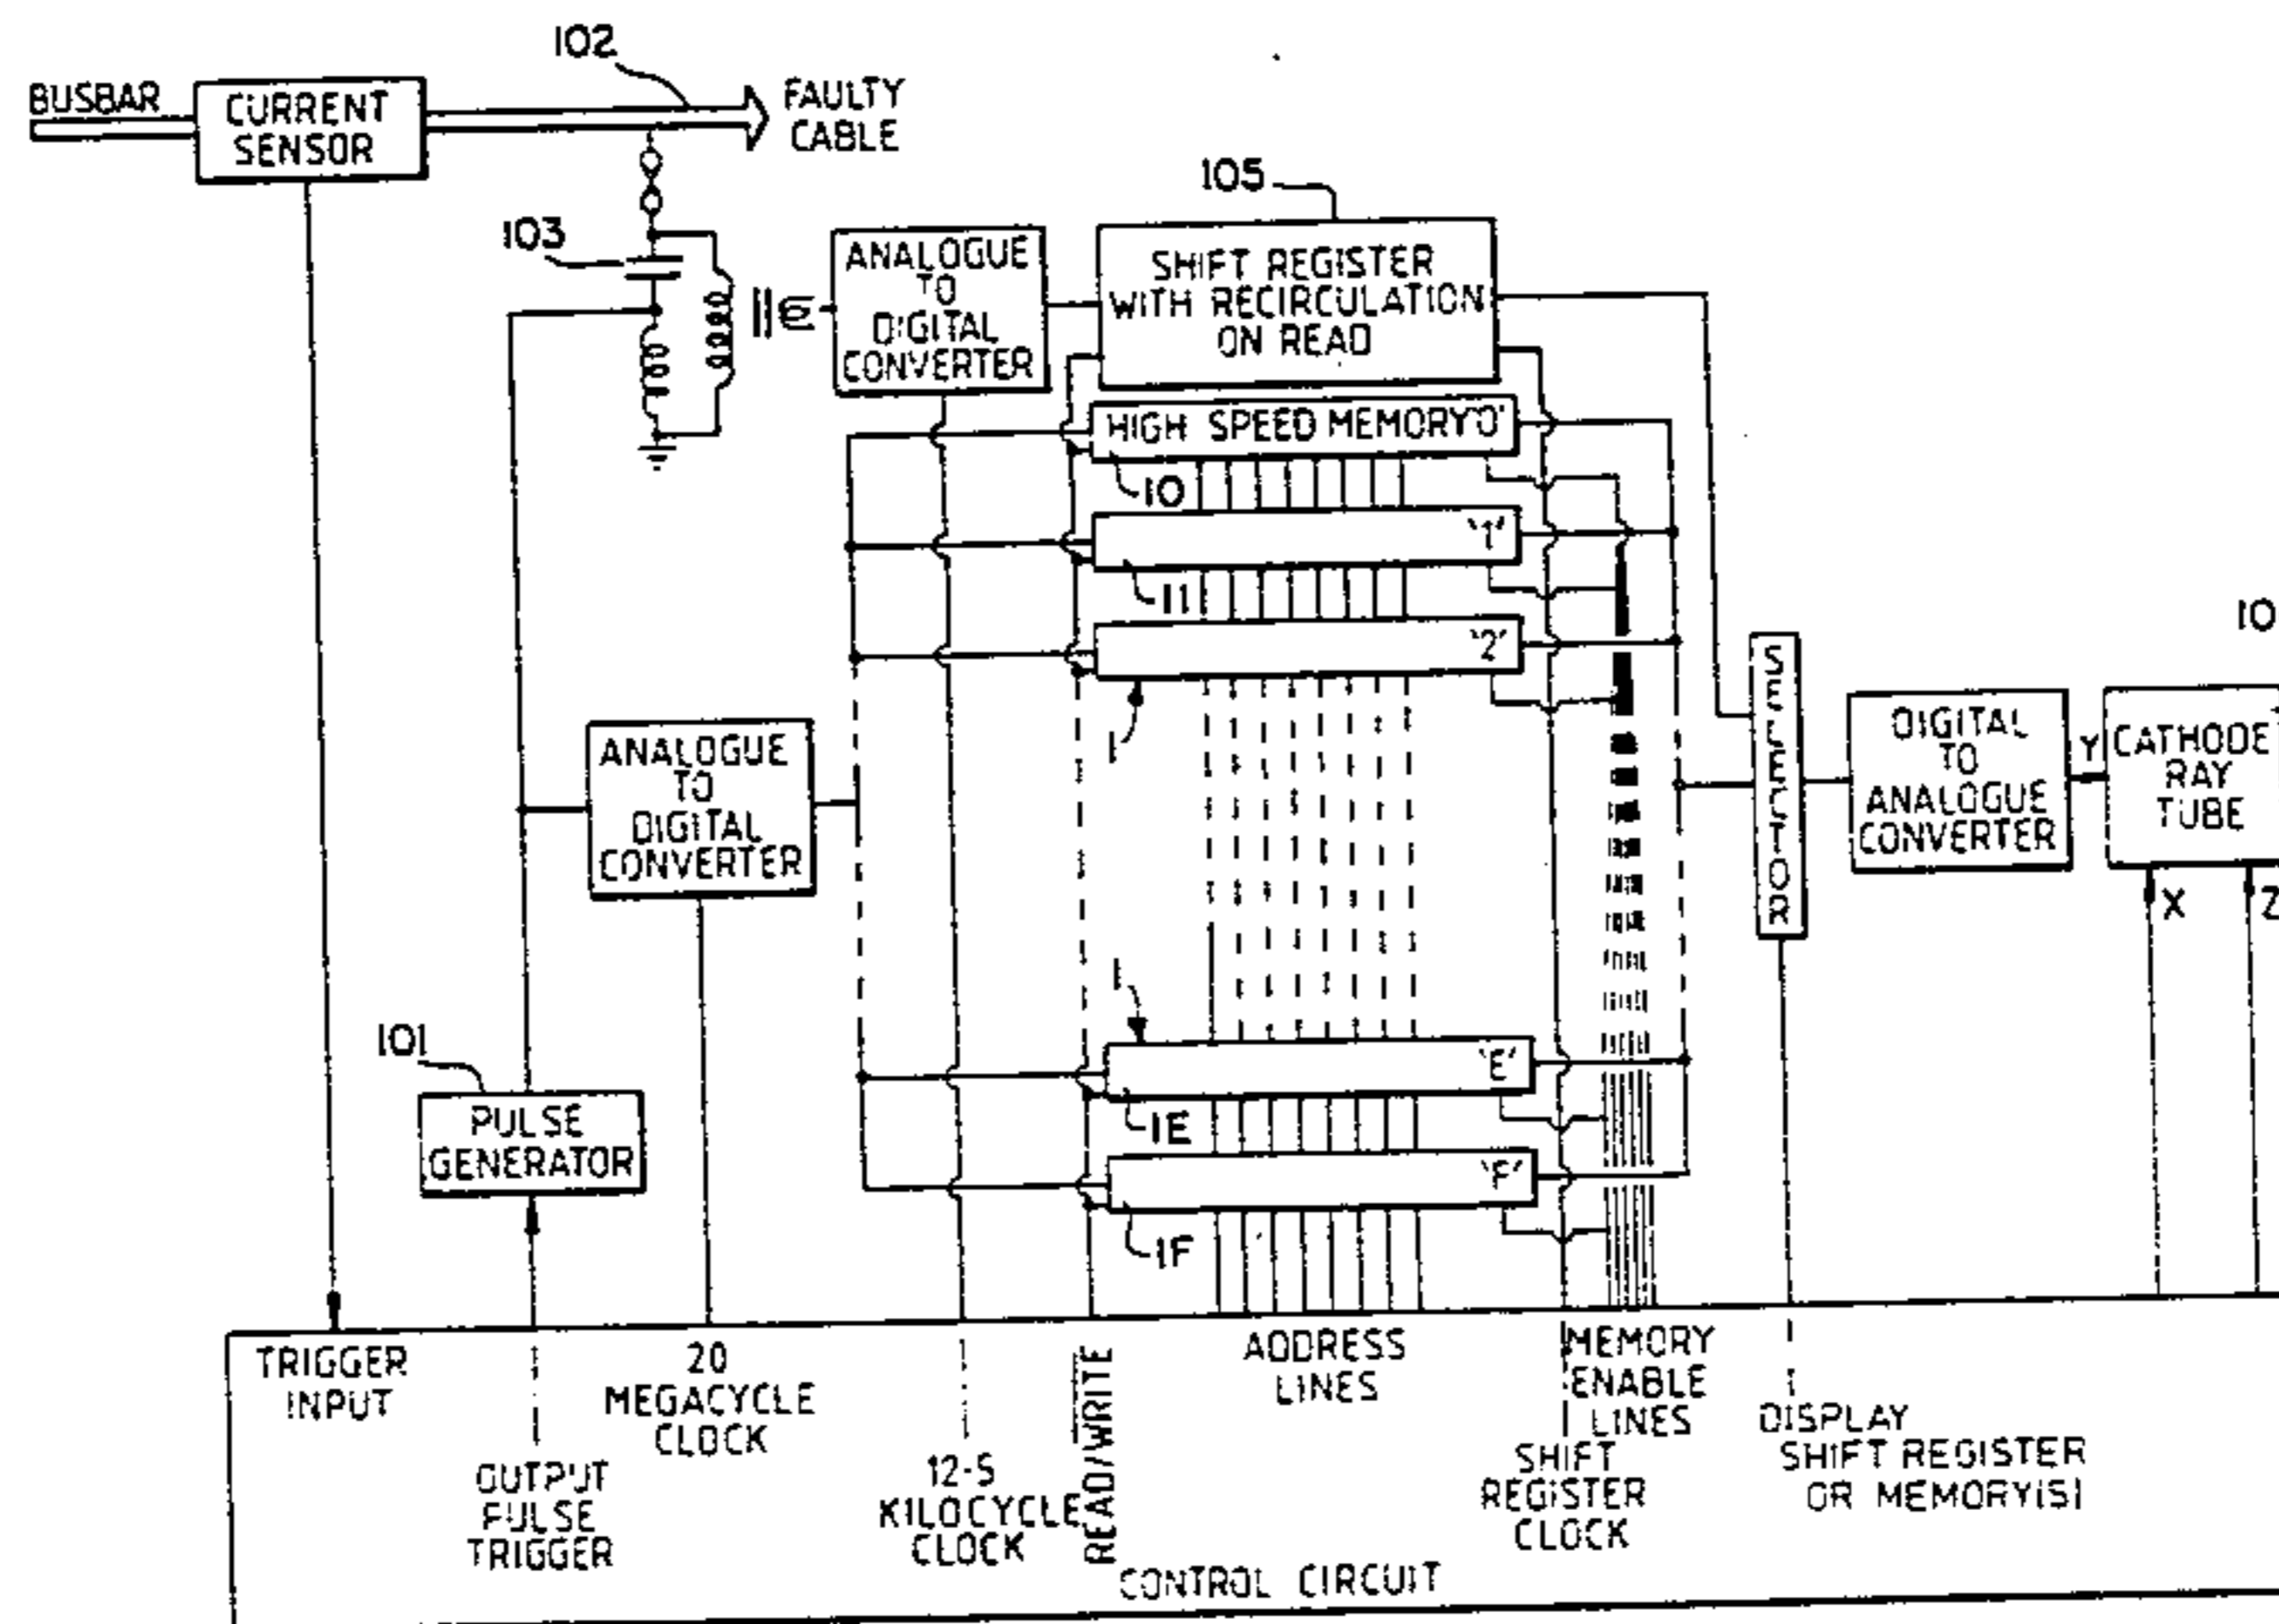 102
BUSBAR
CURRENT
SENSOR
FAULTY
CABLE
105
103
ANALOGUE
TO
DIGITAL
CONVERTER
SHIFT REGISTER
WITH RECIRCULATION
ON READ
HIGH SPEED MEMORY '0'
10
'1'
11
'2'
1
10
SELECTOR
ANALOGUE
TO
DIGITAL
CONVERTER
DIGITAL
TO
ANALOGUE
CONVERTER
Y
CATHODE
RAY
TUBE
X
Z
1
101
PULSE
GENERATOR
'E'
1E
'F'
1F
TRIGGER
INPUT
OUTPUT
PULSE
TRIGGER
20
MEGACYCLE
CLOCK
12-5
KILOCYCLE
CLOCK
READ/WRITE
ADDRESS
LINES
MEMORY
ENABLE
LINES
SHIFT
REGISTER
CLOCK
DISPLAY
SHIFT REGISTER
OR MEMORY(S)
CONTROL CIRCUIT